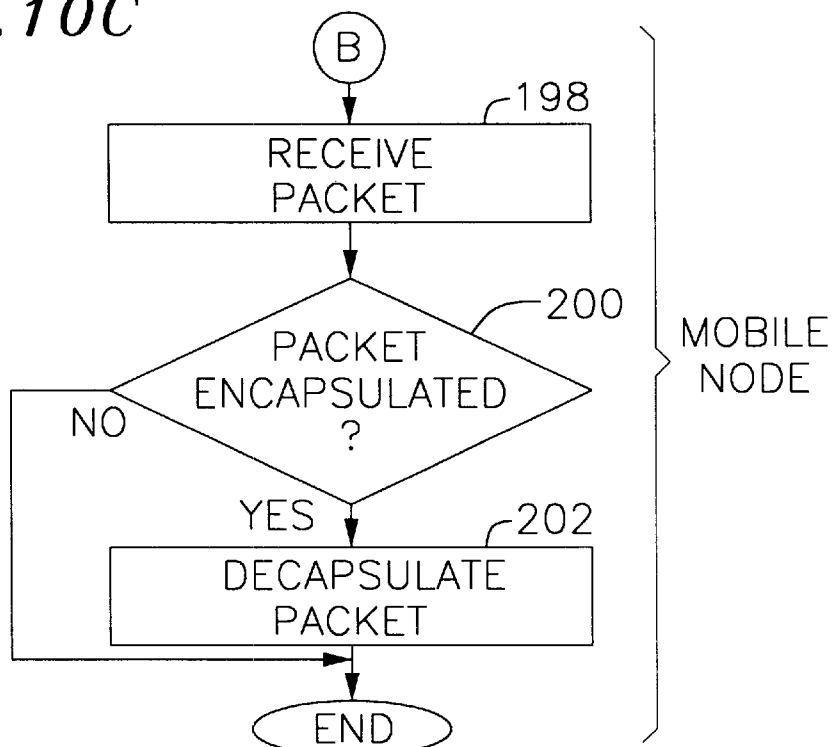 .10C
B
198
RECEIVE
PACKET
200
PACKET
ENCAPSULATED
?
NO
YES
202
DECAPSULATE
PACKET
END
MOBILE
NODE